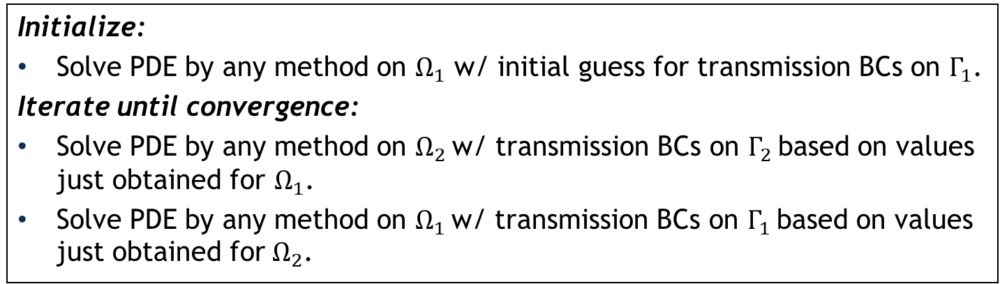 Initialize:
• Solve PDE by any method on Ω₁ w/ initial guess for transmission BCs on Γ₁.
Iterate until convergence:
• Solve PDE by any method on Ω₂ w/ transmission BCs on Γ₂ based on values
just obtained for Ω₁.
• Solve PDE by any method on Ω₁ w/ transmission BCs on Γ₁ based on values
just obtained for Ω₂.